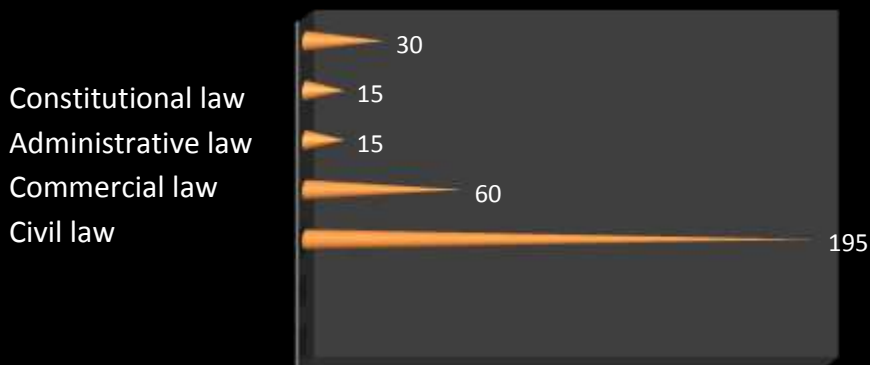 30
Constitutional law 15
Administrative law 15
Commercial law 60
Civil law 195